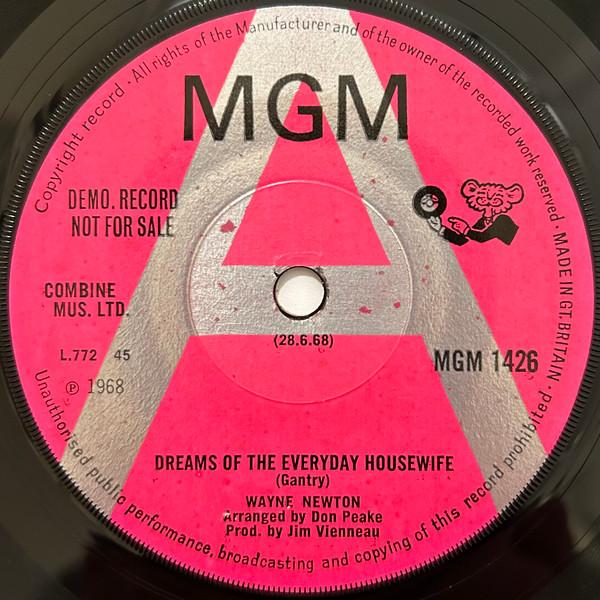 Copyright record · All rights of the Manufacturer and of the owner of the recorded work reserved · MADE IN GT. BRITAIN ·
Unauthorised public performance, broadcasting and copying of this record prohibited ·
MGM
DEMO. RECORD
NOT FOR SALE
COMBINE
MUS. LTD.
L.772 45
℗ 1968
(28.6.68)
MGM 1426
DREAMS OF THE EVERYDAY HOUSEWIFE
(Gantry)
WAYNE NEWTON
Arranged by Don Peake
Prod. by Jim Vienneau
A